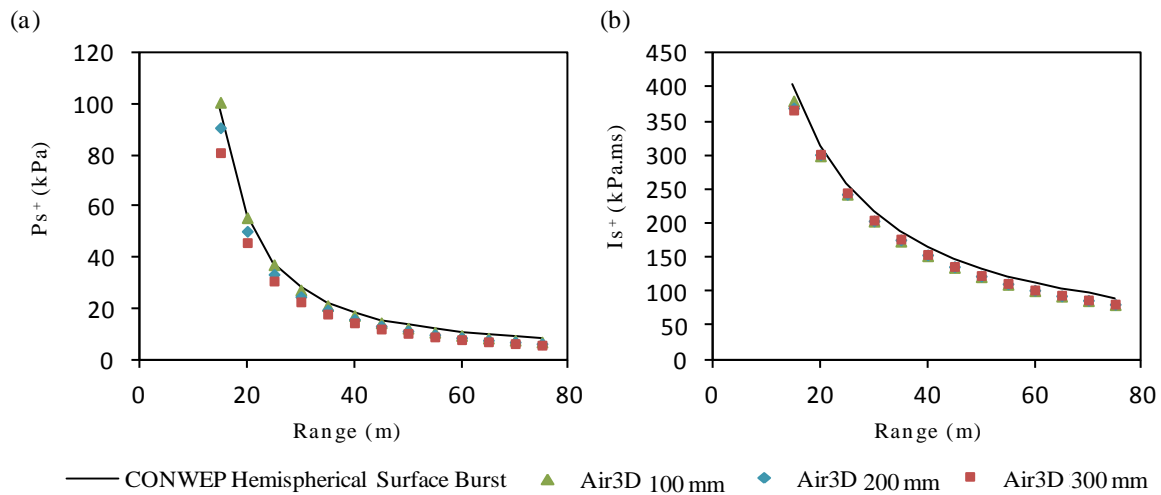 (a)
120
100
80
60
40
20
0
Ps+ (kPa)
0 20 40 60 80
Range (m)
(b)
450
400
350
300
250
200
150
100
50
0
Is+ (kPa.ms)
0 20 40 60 80
Range (m)
CONWEP Hemispherical Surface Burst Air3D 100 mm Air3D 200 mm Air3D 300 mm